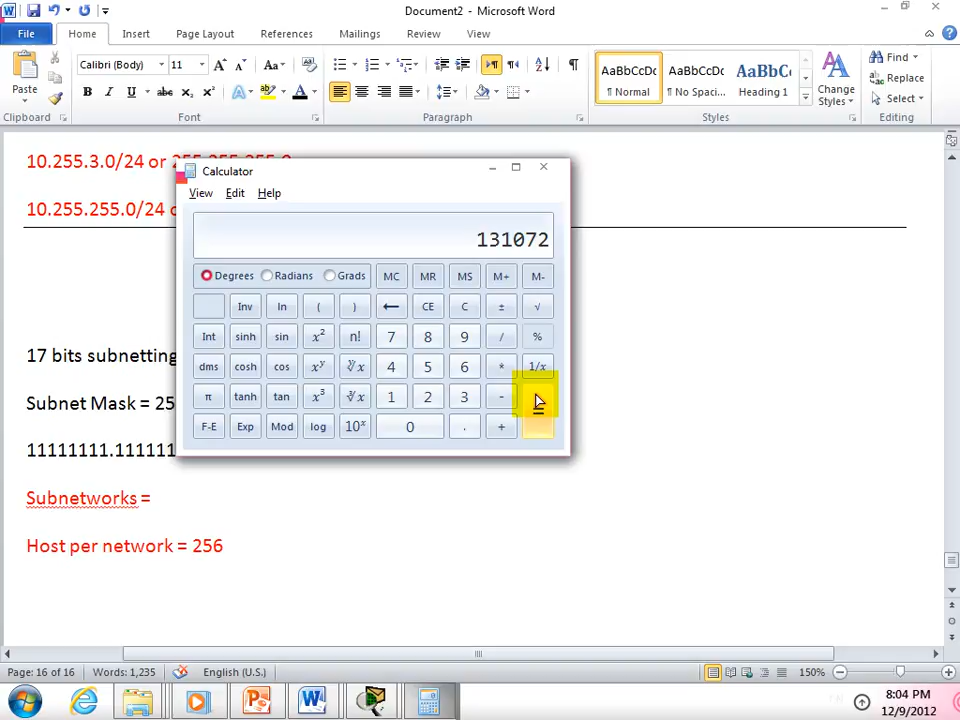 Document2 - Microsoft Word
File Home Insert Page Layout References Mailings Review View
Paste
Calibri (Body) 11
AaBbCcDc AaBbCcDc AaBbC
¶ Normal ¶ No Spaci... Heading 1
Change Styles
Find
Replace
Select
Clipboard Font Paragraph Styles Editing
10.255.3.0/24 or
10.255.255.0/24
17 bits subnetting
Subnet Mask = 25
11111111.111111
Subnetworks =
Host per network = 256
Calculator
View Edit Help
131072
Degrees Radians Grads MC MR MS M+ M-
Inv ln ( ) ← CE C ± √
Int sinh sin x² n! 7 8 9 / %
dms cosh cos xʸ ʸ√x 4 5 6 * 1/x
π tanh tan x³ ³√x 1 2 3 - =
F-E Exp Mod log 10ˣ 0 . +
Page: 16 of 16 Words: 1,235 English (U.S.) 150%
8:04 PM
12/9/2012